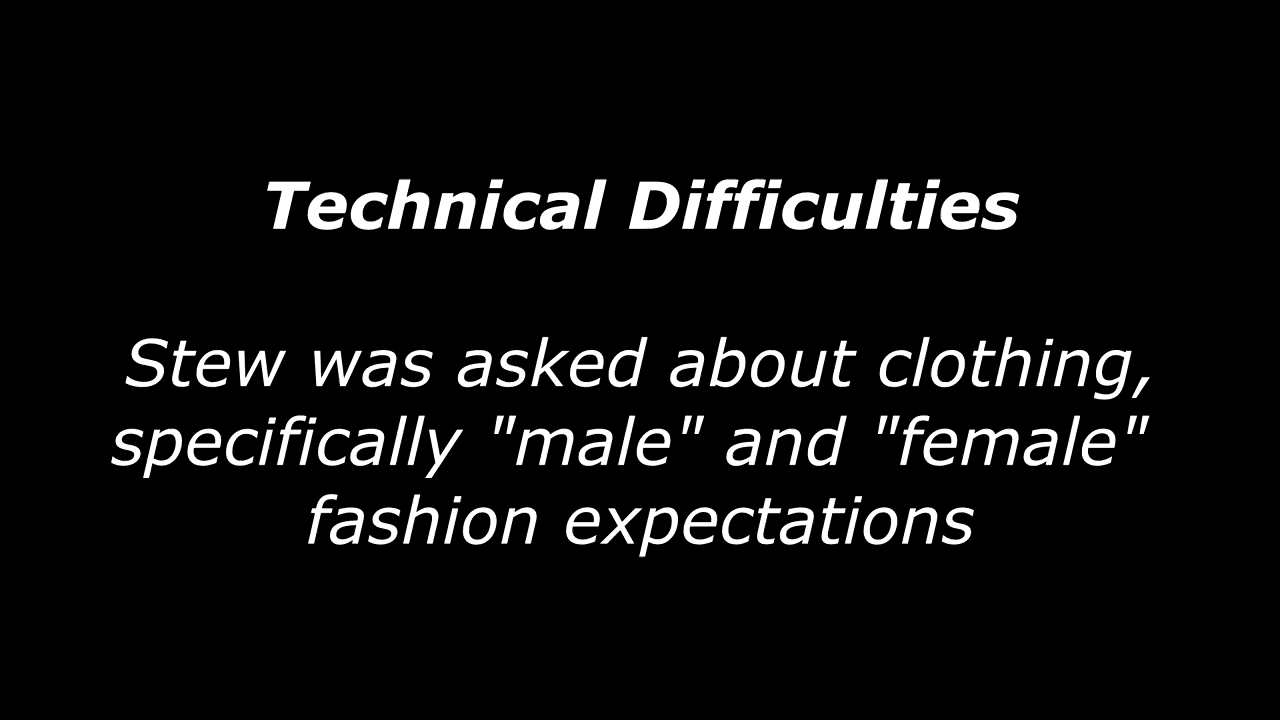 Technical Difficulties
Stew was asked about clothing,
specifically "male" and "female"
fashion expectations